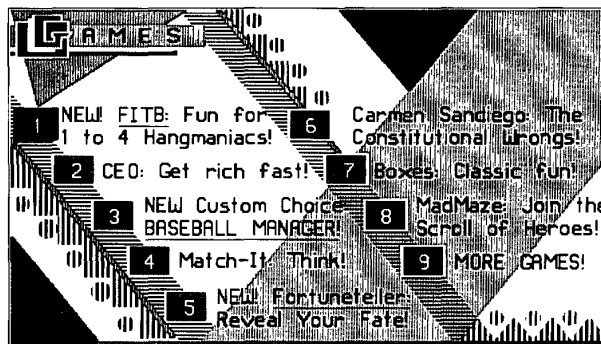 GAMES
1 NEW! FITB: Fun for
1 to 4 Hangmaniacs!
2 CEO: Get rich fast!
3 NEW Custom Choice
BASEBALL MANAGER!
4 Match-It: Think!
5 NEW! Fortuneteller:
Reveal Your Fate!
6 Carmen Sandiego: The
Constitutional Wrongs!
7 Boxes: Classic fun!
8 MadMaze: Join the
Scroll of Heroes!
9 MORE GAMES!